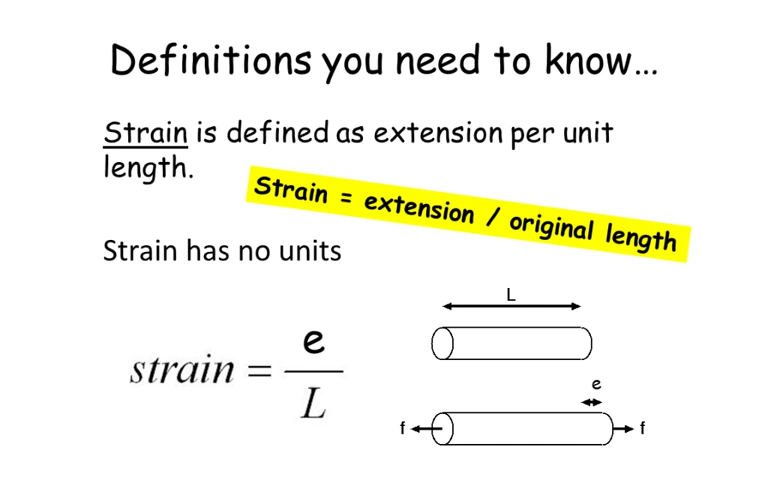 Definitions you need to know…
Strain is defined as extension per unit
length.
Strain = extension / original length
Strain has no units
strain = e / L
L
e
f
f